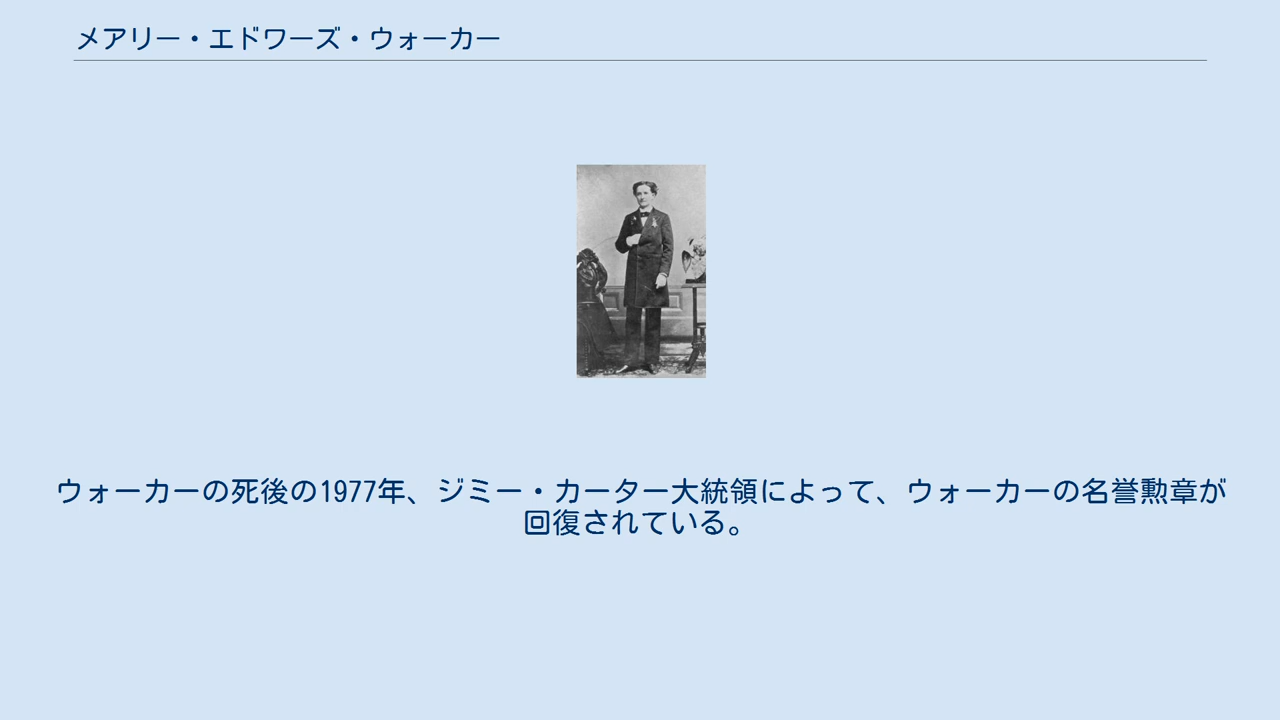 メアリー・エドワーズ・ウォーカー
ウォーカーの死後の1977年、ジミー・カーター大統領によって、ウォーカーの名誉勲章が
回復されている。